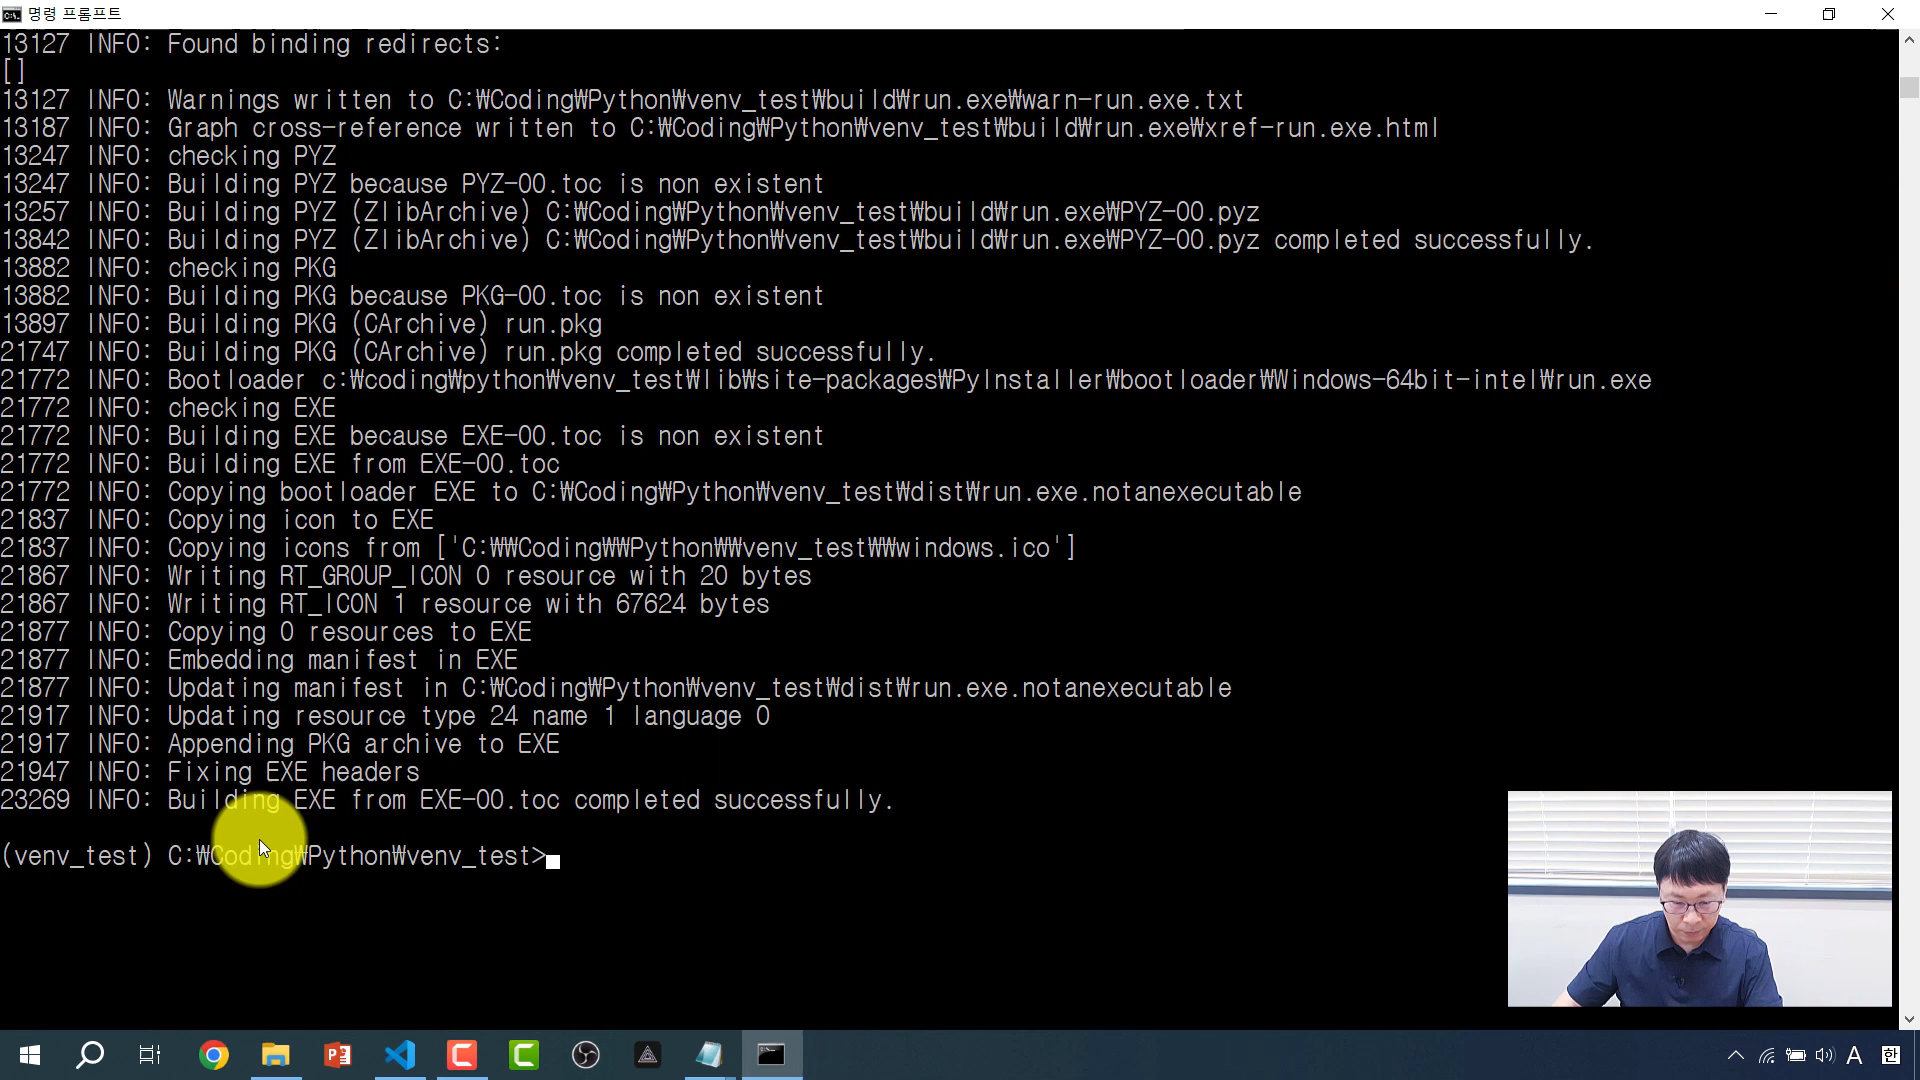 명령 프롬프트
13127 INFO: Found binding redirects:
[]
13127 INFO: Warnings written to C:₩Coding₩Python₩venv_test₩build₩run.exe₩warn-run.exe.txt
13187 INFO: Graph cross-reference written to C:₩Coding₩Python₩venv_test₩build₩run.exe₩xref-run.exe.html
13247 INFO: checking PYZ
13247 INFO: Building PYZ because PYZ-00.toc is non existent
13257 INFO: Building PYZ (ZlibArchive) C:₩Coding₩Python₩venv_test₩build₩run.exe₩PYZ-00.pyz
13842 INFO: Building PYZ (ZlibArchive) C:₩Coding₩Python₩venv_test₩build₩run.exe₩PYZ-00.pyz completed successfully.
13882 INFO: checking PKG
13882 INFO: Building PKG because PKG-00.toc is non existent
13897 INFO: Building PKG (CArchive) run.pkg
21747 INFO: Building PKG (CArchive) run.pkg completed successfully.
21772 INFO: Bootloader c:₩coding₩python₩venv_test₩lib₩site-packages₩PyInstaller₩bootloader₩Windows-64bit-intel₩run.exe
21772 INFO: checking EXE
21772 INFO: Building EXE because EXE-00.toc is non existent
21772 INFO: Building EXE from EXE-00.toc
21772 INFO: Copying bootloader EXE to C:₩Coding₩Python₩venv_test₩dist₩run.exe.notanexecutable
21837 INFO: Copying icon to EXE
21837 INFO: Copying icons from ['C:₩₩Coding₩₩Python₩₩venv_test₩₩windows.ico']
21867 INFO: Writing RT_GROUP_ICON 0 resource with 20 bytes
21867 INFO: Writing RT_ICON 1 resource with 67624 bytes
21877 INFO: Copying 0 resources to EXE
21877 INFO: Embedding manifest in EXE
21877 INFO: Updating manifest in C:₩Coding₩Python₩venv_test₩dist₩run.exe.notanexecutable
21917 INFO: Updating resource type 24 name 1 language 0
21917 INFO: Appending PKG archive to EXE
21947 INFO: Fixing EXE headers
23269 INFO: Building EXE from EXE-00.toc completed successfully.
(venv_test) C:₩Coding₩Python₩venv_test>
A 한